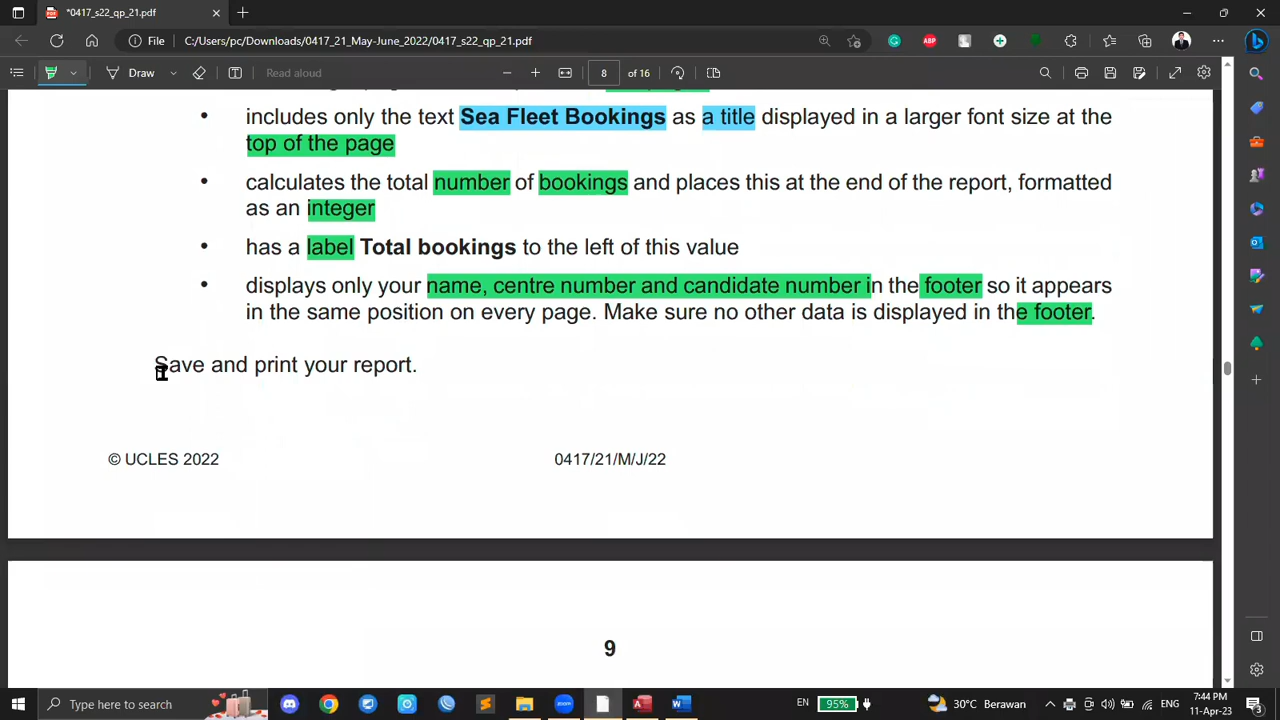 *0417_s22_qp_21.pdf
File C:/Users/pc/Downloads/0417_21_May-June_2022/0417_s22_qp_21.pdf
ABP
Draw
Read aloud
8 of 16
• includes only the text Sea Fleet Bookings as a title displayed in a larger font size at the
top of the page
• calculates the total number of bookings and places this at the end of the report, formatted
as an integer
• has a label Total bookings to the left of this value
• displays only your name, centre number and candidate number in the footer so it appears
in the same position on every page. Make sure no other data is displayed in the footer.
Save and print your report.
© UCLES 2022
0417/21/M/J/22
9
Type here to search
zoom
EN
95%
30°C Berawan
ENG
7:44 PM
11-Apr-23
3